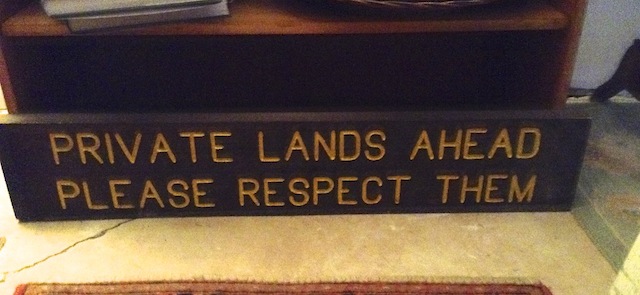 PRIVATE LANDS AHEAD
PLEASE RESPECT THEM